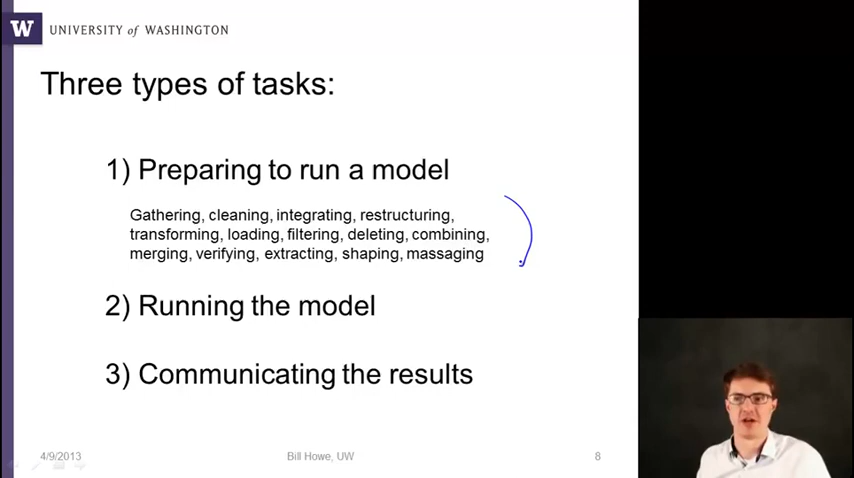 W UNIVERSITY of WASHINGTON
Three types of tasks:
1) Preparing to run a model
Gathering, cleaning, integrating, restructuring,
transforming, loading, filtering, deleting, combining,
merging, verifying, extracting, shaping, massaging
2) Running the model
3) Communicating the results
4/9/2013 Bill Howe, UW 8